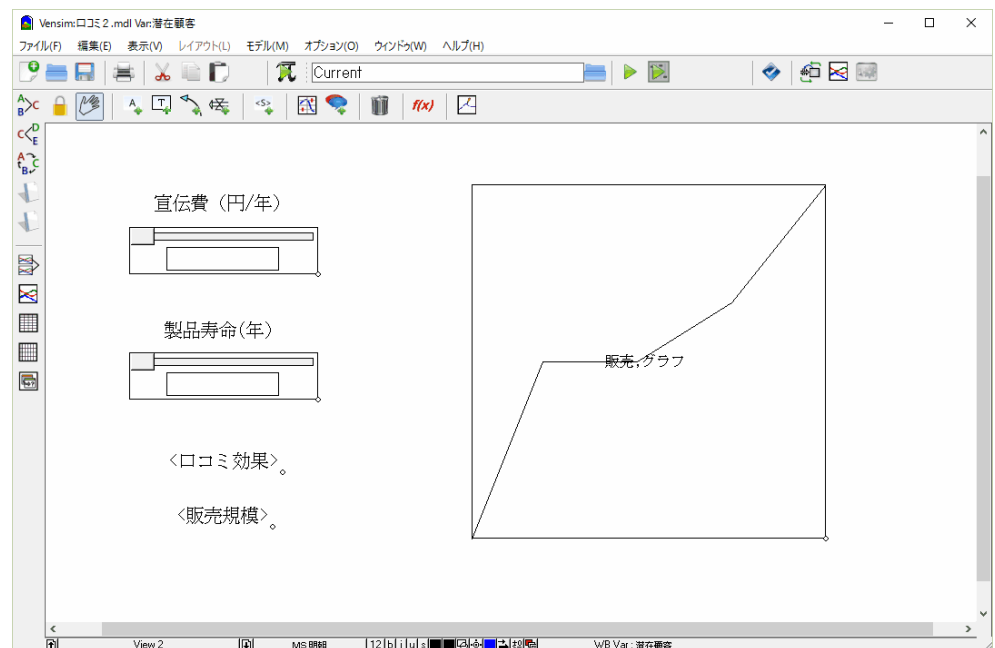 Vensim:口コミ２.mdl Var:潜在顧客
ファイル(F) 編集(E) 表示(V) レイアウト(L) モデル(M) オプション(O) ウィンドゥ(W) ヘルプ(H)
Current
f(x)
宣伝費（円/年）
製品寿命(年)
<口コミ効果>
<販売規模>
販売,グラフ
View 2 MS 明朝 12 b i u s WB Var : 潜在顧客